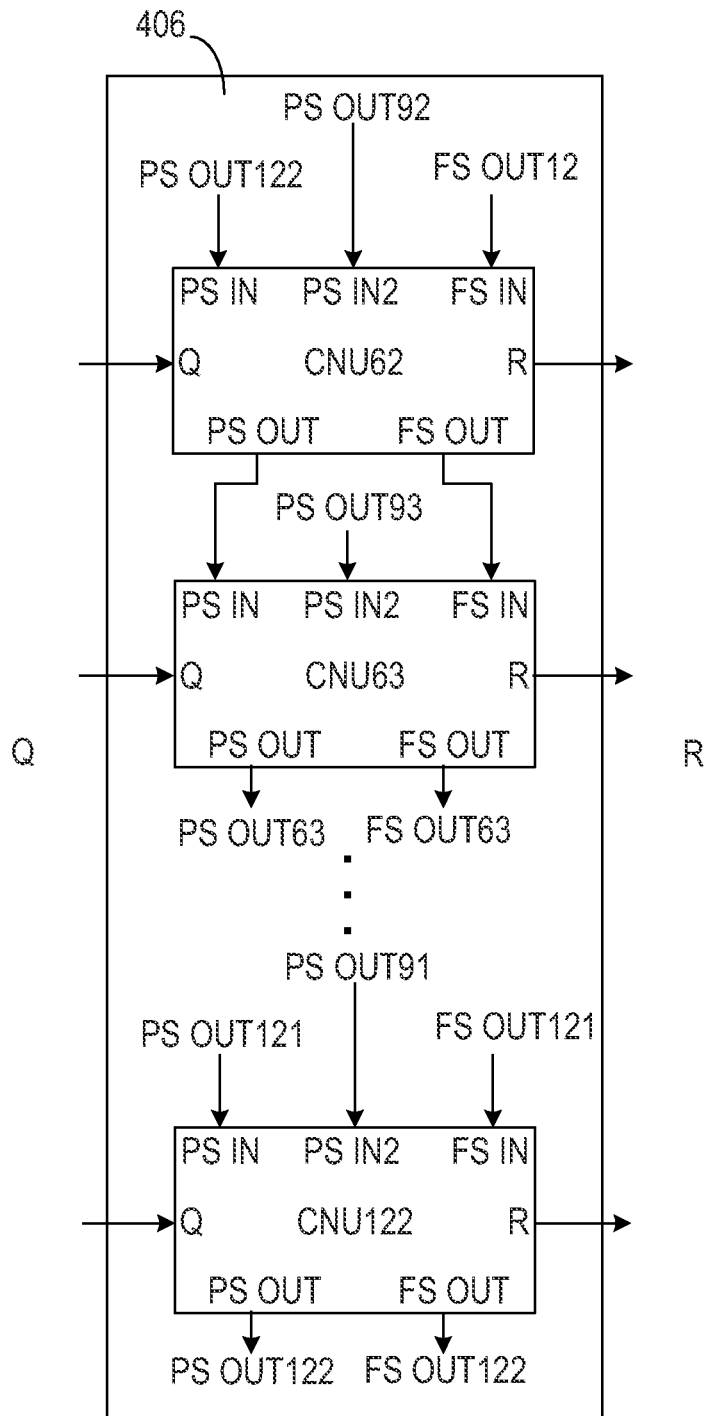 406
PS OUT92
PS OUT122 FS OUT12
PS IN PS IN2 FS IN
Q CNU62 R
PS OUT FS OUT
PS OUT93
PS IN PS IN2 FS IN
Q CNU63 R
PS OUT FS OUT
Q R
PS OUT63 FS OUT63
PS OUT91
PS OUT121 FS OUT121
PS IN PS IN2 FS IN
Q CNU122 R
PS OUT FS OUT
PS OUT122 FS OUT122